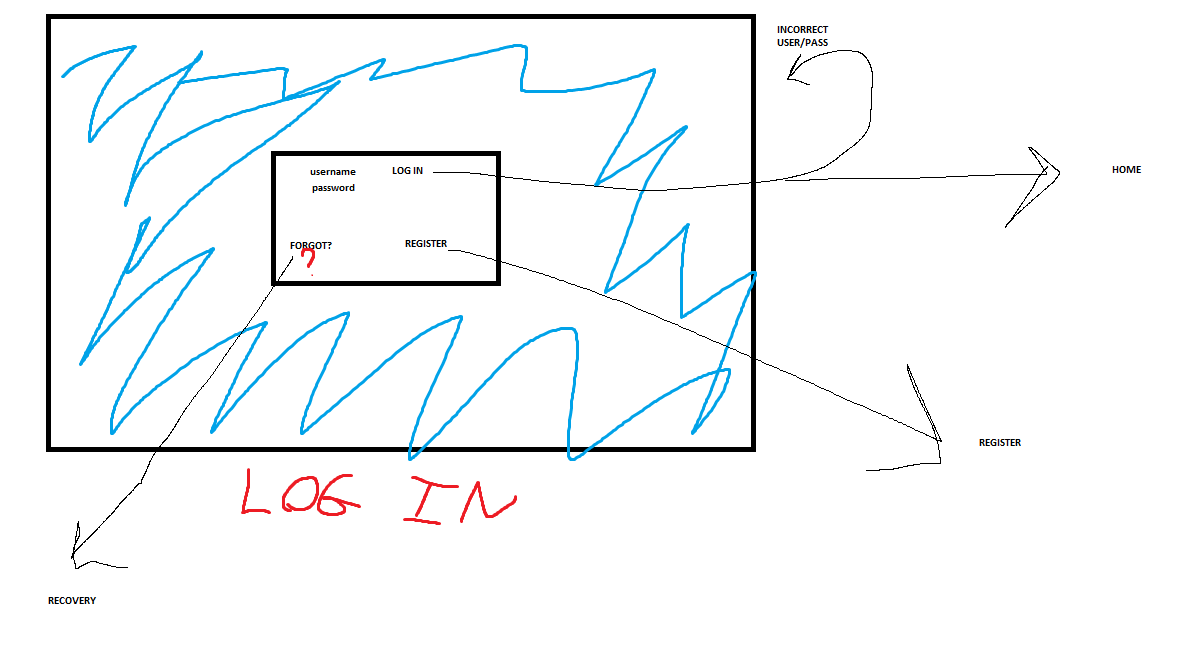 INCORRECT
USER/PASS
username LOG IN
password
HOME
FORGOT? REGISTER
?
REGISTER
LOG IN
RECOVERY